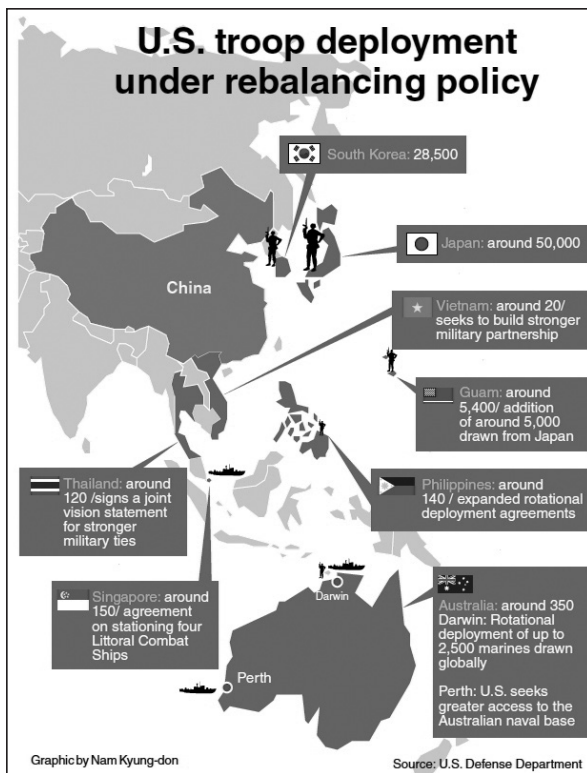 U.S. troop deployment
under rebalancing policy
South Korea: 28,500
Japan: around 50,000
China
Vietnam: around 20/
seeks to build stronger
military partnership
Guam: around
5,400/ addition
of around 5,000
drawn from Japan
Thailand: around
120 /signs a joint
vision statement
for stronger
military ties
Philippines: around
140 / expanded rotational
deployment agreements
Singapore: around
150/ agreement
on stationing four
Littoral Combat
Ships
Darwin
Australia: around 350
Darwin: Rotational
deployment of up to
2,500 marines drawn
globally
Perth: U.S. seeks
greater access to the
Australian naval base
Perth
Graphic by Nam Kyung-don
Source: U.S. Defense Department